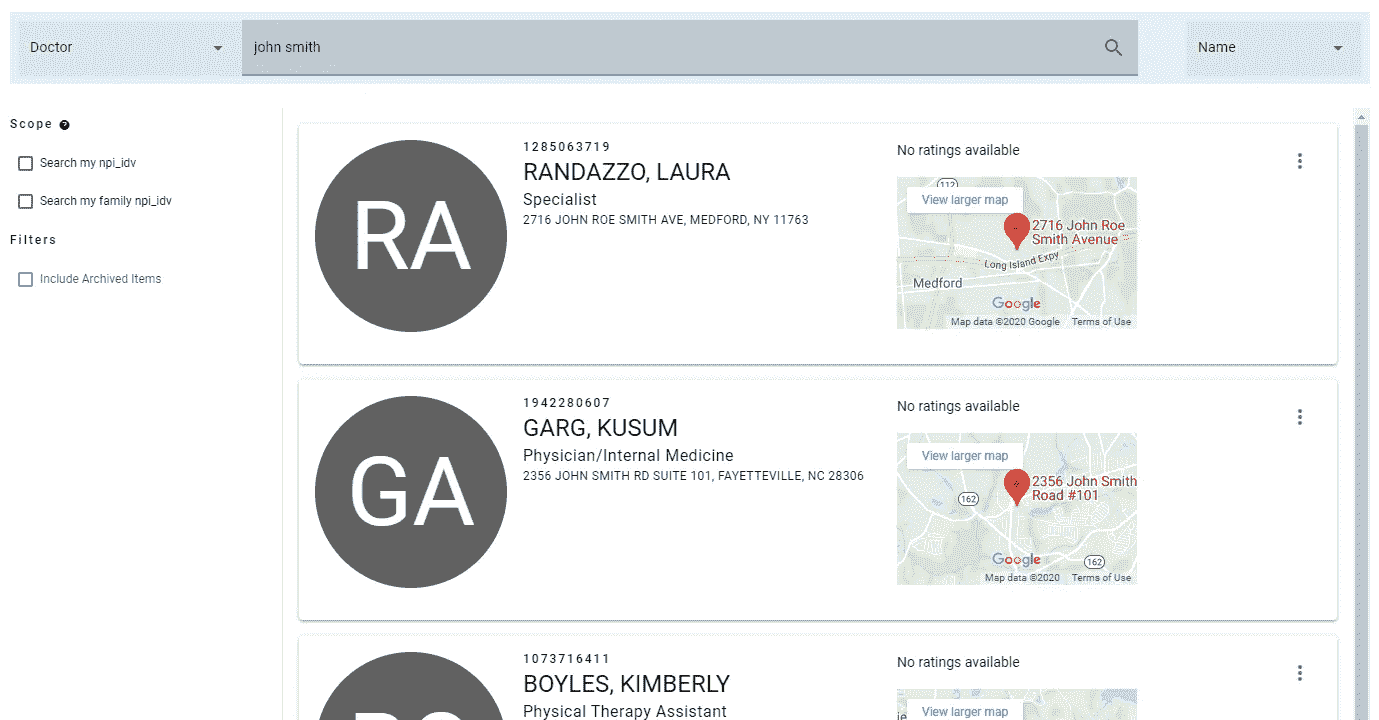 Doctor
john smith
Name
Scope
Search my npi_idv
Search my family npi_idv
Filters
Include Archived Items
RA
1285063719
RANDAZZO, LAURA
Specialist
2716 JOHN ROE SMITH AVE, MEDFORD, NY 11763
No ratings available
112
View larger map
2716 John Roe
Smith Avenue
Long Island Expy
Medford
Google
Map data ©2020 Google Terms of Use
GA
1942280607
GARG, KUSUM
Physician/Internal Medicine
2356 JOHN SMITH RD SUITE 101, FAYETTEVILLE, NC 28306
No ratings available
View larger map
2356 John Smith
Road #101
162
Google
162
Map data ©2020 Terms of Use
1073716411
BOYLES, KIMBERLY
Physical Therapy Assistant
No ratings available
View larger map